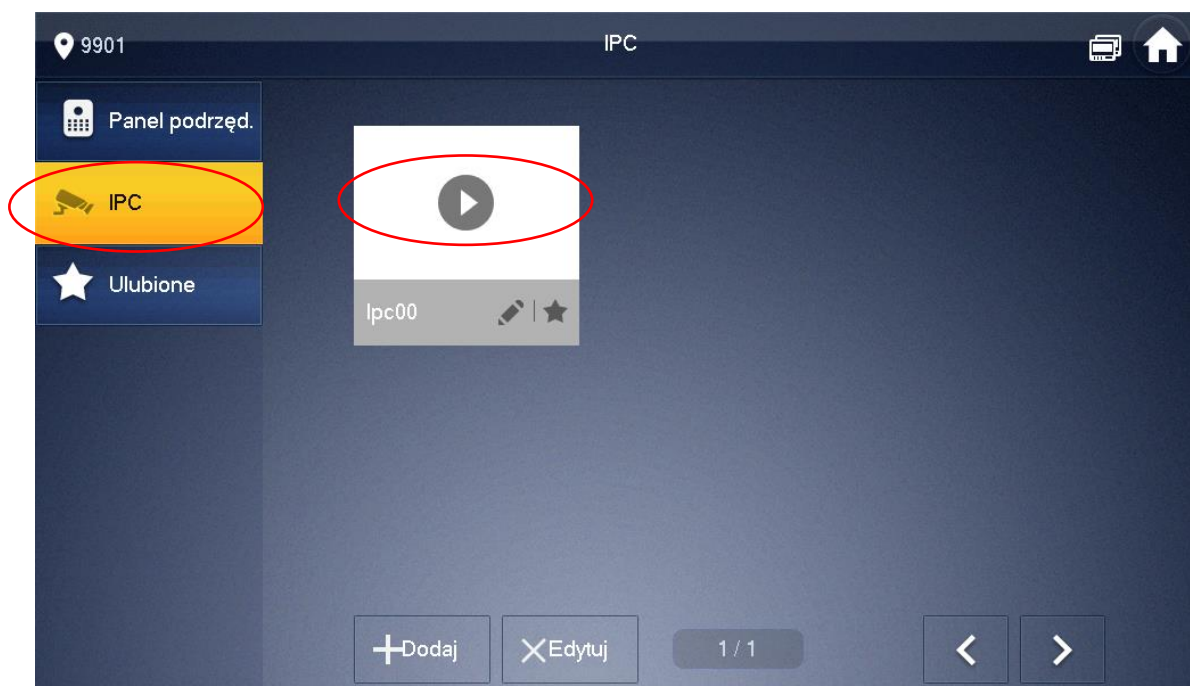 9901
IPC
Panel podrzęd.
IPC
Ulubione
Ipc00
Dodaj
Edytuj
1 / 1